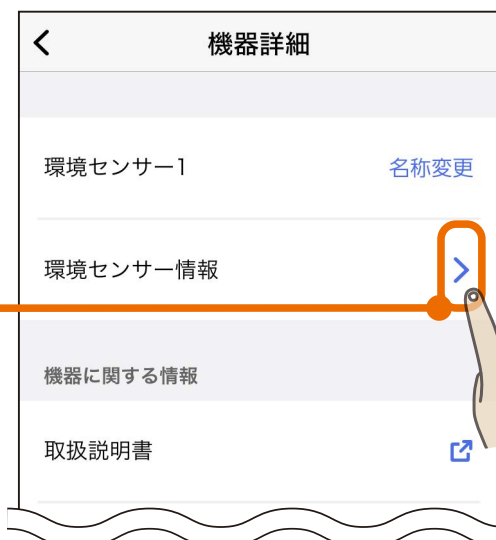 機器詳細
環境センサー1 名称変更
環境センサー情報
機器に関する情報
取扱説明書